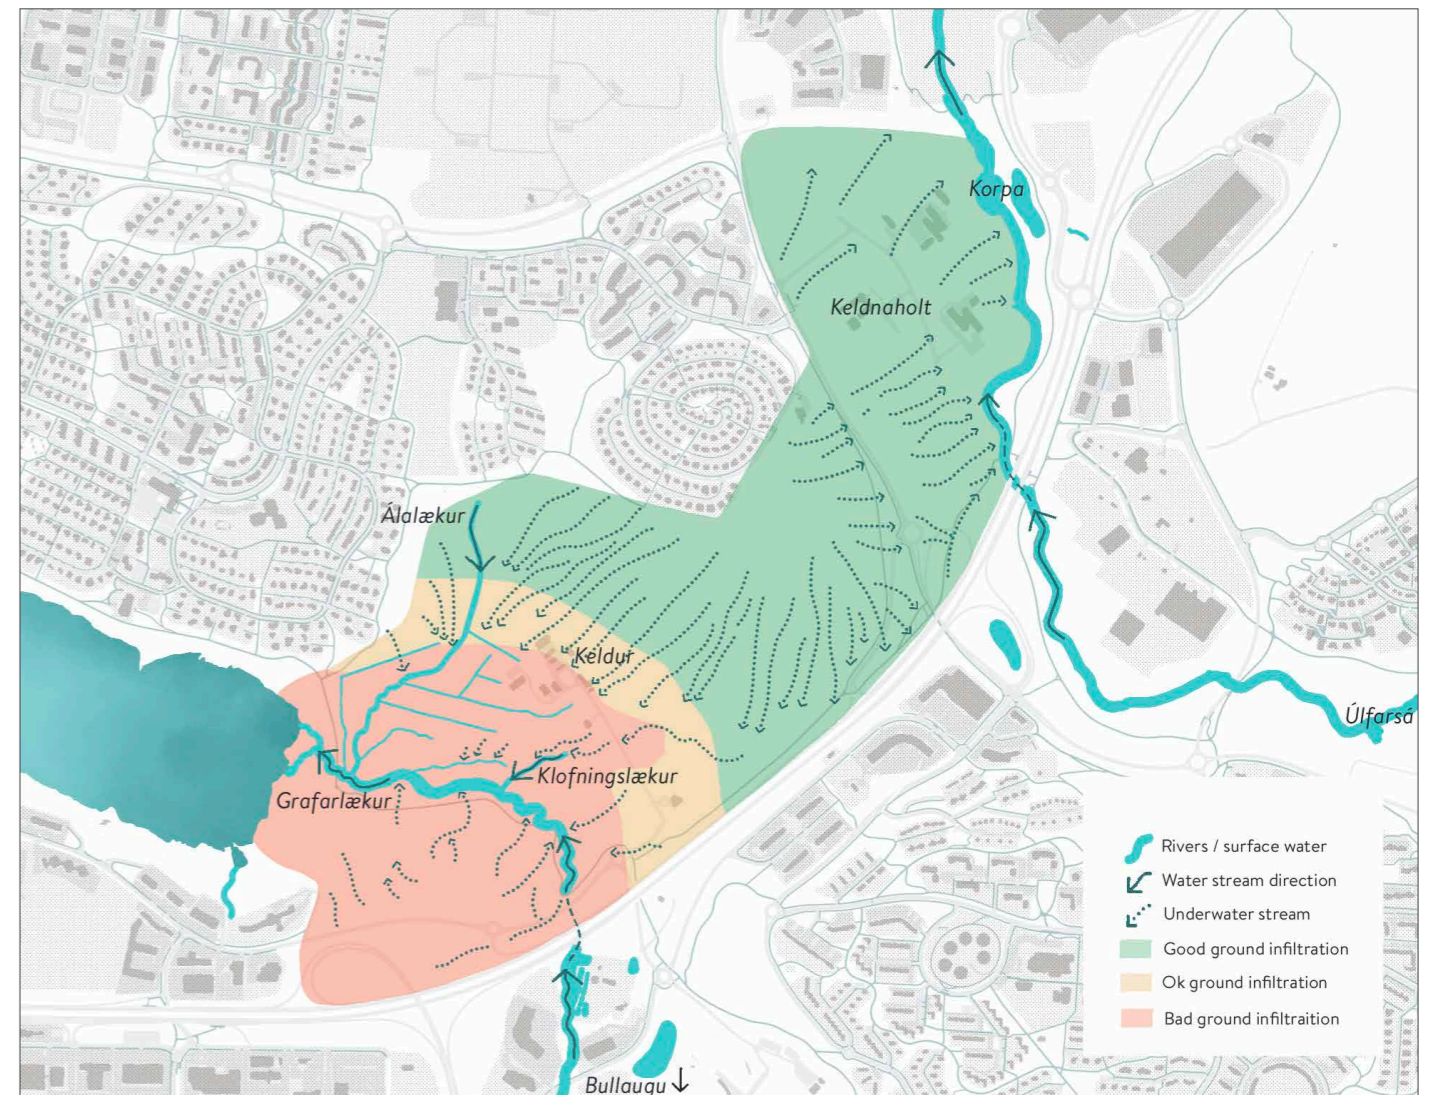 Korpa
Keldnaholt
Álalækur
Keldur
Úlfarsá
Klofningslækur
Grafarlækur
Rivers / surface water
Water stream direction
Underwater stream
Good ground infiltration
Ok ground infiltration
Bad ground infiltraition
Bullaugu